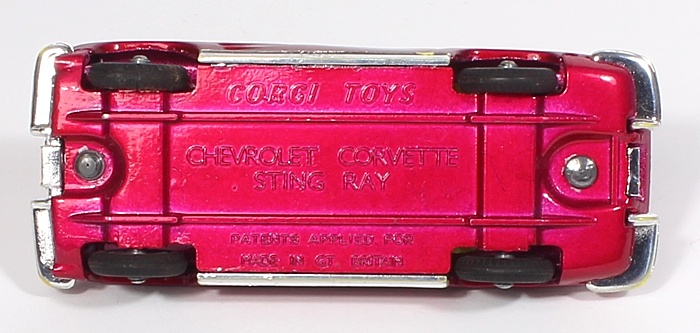 CORGI TOYS
CHEVROLET CORVETTE
STING RAY
PATENTS APPLIED FOR
MADE IN GT. BRITAIN